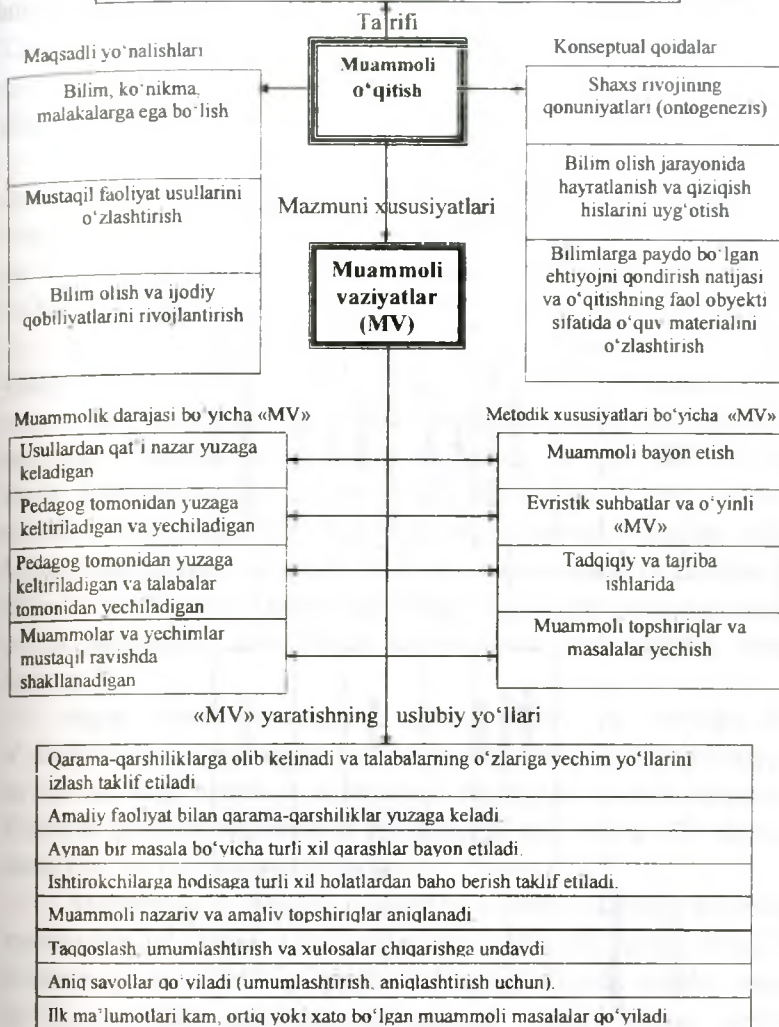 Ta'rifi
Maqsadli yo‘nalishları
Bilim, ko‘nikma,
malakalarga ega bo‘lish
Mustaqil faoliyat usullarini
o‘zlashtirish
Bilim olish va ijodiy
qobiliyatlarini rivojlantirish
Muammoli
o‘qitish
Konseptual qoidalar
Shaxs rivojining
qonuniyatlari (ontogenezis)
Bilim olish jarayonida
hayratlanish va qiziqish
hislarini uyg‘otish
Bilimlarga paydo bo‘lgan
ehtiyojni qondirish natijasi
va o‘qitishning faol obyekti
sifatida o‘quv materialini
o‘zlashtirish
Mazmuni xususiyatlari
Muammoli
vaziyatlar
(MV)
Muammolik darajasi bo‘yicha «MV»
Usullardan qat'i nazar yuzaga
keladigan
Pedagog tomonidan yuzaga
keltiriladigan va yechiladigan
Pedagog tomonidan yuzaga
keltiriladigan va talabalar
tomonidan yechiladigan
Muammolar va yechimlar
mustaqil ravishda
shakllanadigan
Metodik xususiyatlari bo‘yicha «MV»
Muammoli bayon etish
Evristik suhbatlar va o‘yinli
«MV»
Tadqiqiy va tajriba
ishlarida
Muammoli topshiriqlar va
masalalar yechish
«MV» yaratishning uslubiy yo‘llari
Qarama-qarshiliklarga olib kelinadi va talabalarning o‘zlariga yechim yo‘llarini
izlash taklif etiladi.
Amaliy faoliyat bilan qarama-qarshiliklar yuzaga keladi.
Aynan bir masala bo‘yicha turli xil qarashlar bayon etiladi.
Ishtirokchilarga hodisaga turli xil holatlardan baho berish taklif etiladi.
Muammoli nazariy va amaliy topshiriqlar aniqlanadi.
Taqqoslash, umumlashtirish va xulosalar chiqarishga undaydi.
Aniq savollar qo‘yiladi (umumlashtirish, aniqlashtirish uchun).
Ilk ma’lumotlari kam, ortiq yoki xato bo‘lgan muammoli masalalar qo‘yiladi